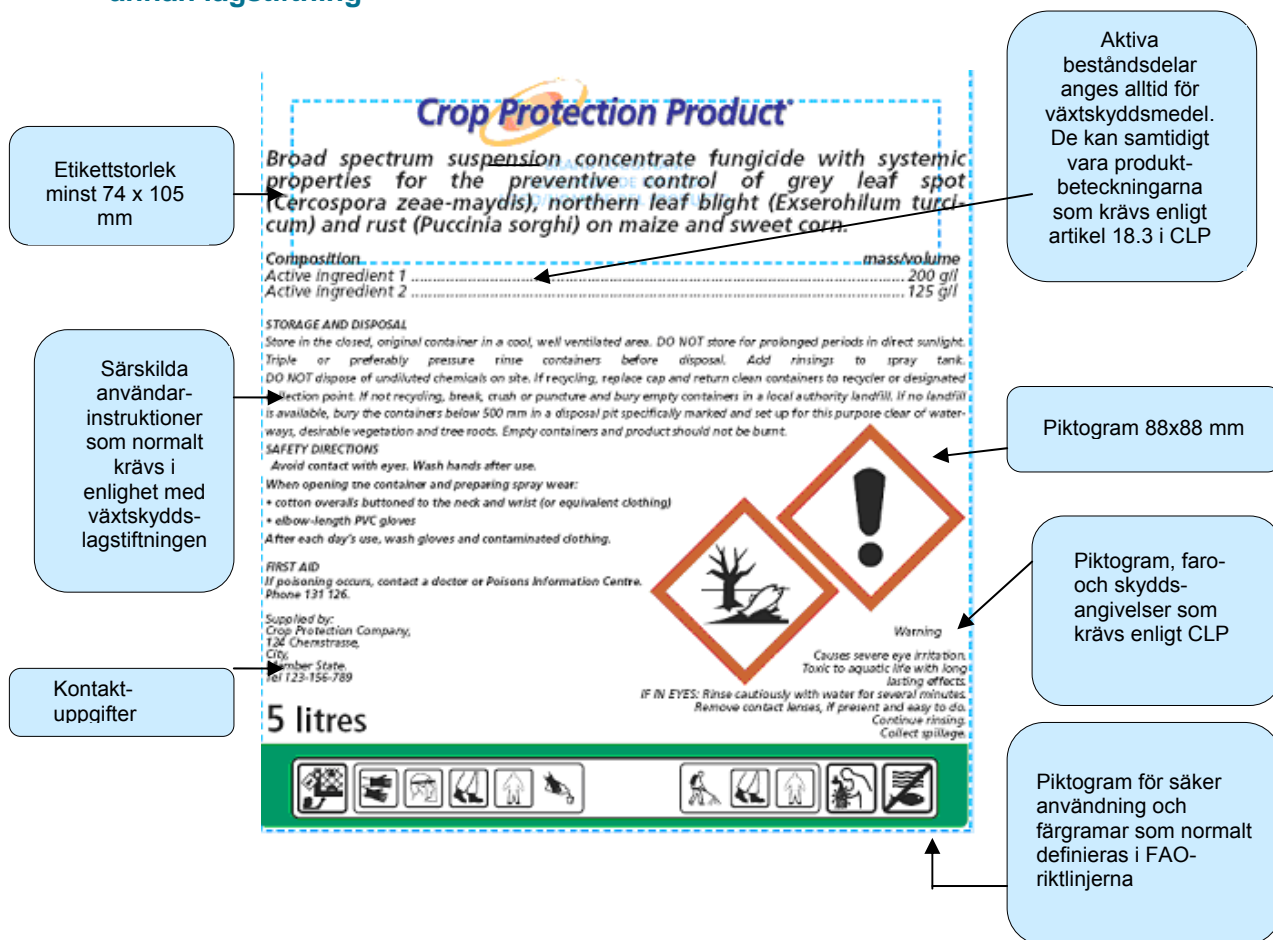 annan lagstiftning
Aktiva
beståndsdelar
anges alltid för
växtskyddsmedel.
De kan samtidigt
vara produkt-
beteckningarna
som krävs enligt
artikel 18.3 i CLP
Etikettstorlek
minst 74 x 105
mm
Crop Protection Product
Broad spectrum suspension concentrate fungicide with systemic
properties for the preventive control of grey leaf spot
(Cercospora zeae-maydis), northern leaf blight (Exserohilum turci-
cum) and rust (Puccinia sorghi) on maize and sweet corn.
Composition mass/volume
Active ingredient 1 200 g/l
Active ingredient 2 125 g/l
STORAGE AND DISPOSAL
Store in the closed, original container in a cool, well ventilated area. DO NOT store for prolonged periods in direct sunlight.
Triple or preferably pressure rinse containers before disposal. Add rinsings to spray tank.
DO NOT dispose of undiluted chemicals on site. If recycling, replace cap and return clean containers to recycler or designated
collection point. If not recycling, break, crush or puncture and bury empty containers in a local authority landfill. If no landfill
is available, bury the containers below 500 mm in a disposal pit specifically marked and set up for this purpose clear of water-
ways, desirable vegetation and tree roots. Empty containers and product should not be burnt.
SAFETY DIRECTIONS
Avoid contact with eyes. Wash hands after use.
When opening the container and preparing spray wear:
• cotton overalls buttoned to the neck and wrist (or equivalent clothing)
• elbow-length PVC gloves
After each day's use, wash gloves and contaminated clothing.
FIRST AID
If poisoning occurs, contact a doctor or Poisons Information Centre.
Phone 131 126.
Supplied by:
Crop Protection Company,
124 Chemstrasse,
City,
Member State.
Tel 123-156-789
5 litres
Warning
Causes severe eye irritation.
Toxic to aquatic life with long
lasting effects.
IF IN EYES: Rinse cautiously with water for several minutes.
Remove contact lenses, if present and easy to do.
Continue rinsing.
Collect spillage.
Särskilda
användar-
instruktioner
som normalt
krävs i
enlighet med
växtskydds-
lagstiftningen
Piktogram 88x88 mm
Piktogram, faro-
och skydds-
angivelser som
krävs enligt CLP
Kontakt-
uppgifter
Piktogram för säker
användning och
färgramar som normalt
definieras i FAO-
riktlinjerna